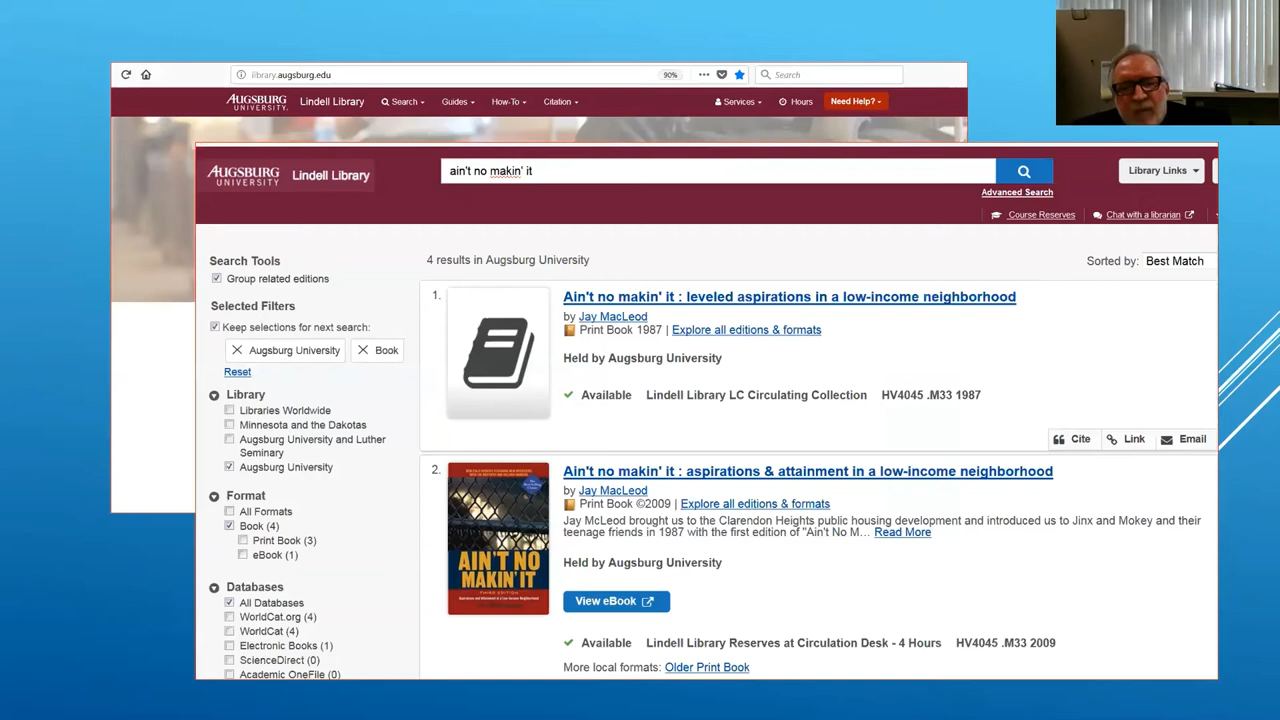 library.augsburg.edu
90%
Search
AUGSBURG UNIVERSITY.
Lindell Library
Search
Guides
How-To
Citation
Services
Hours
Need Help?
AUGSBURG UNIVERSITY
Lindell Library
ain't no makin' it
Library Links
Advanced Search
Course Reserves
Chat with a librarian
Search Tools
Group related editions
Selected Filters
Keep selections for next search:
Augsburg University
Book
Reset
Library
Libraries Worldwide
Minnesota and the Dakotas
Augsburg University and Luther
Seminary
Augsburg University
Format
All Formats
Book (4)
Print Book (3)
eBook (1)
Databases
All Databases
WorldCat.org (4)
WorldCat (4)
Electronic Books (1)
ScienceDirect (0)
Academic OneFile (0)
4 results in Augsburg University
Sorted by: Best Match
1.
Ain't no makin' it : leveled aspirations in a low-income neighborhood
by Jay MacLeod
Print Book 1987 | Explore all editions & formats
Held by Augsburg University
Available Lindell Library LC Circulating Collection HV4045 .M33 1987
Cite
Link
Email
2.
AIN'T NO
MAKIN' IT
THIRD EDITION
Ain't no makin' it : aspirations & attainment in a low-income neighborhood
by Jay MacLeod
Print Book ©2009 | Explore all editions & formats
Jay McLeod brought us to the Clarendon Heights public housing development and introduced us to Jinx and Mokey and their
teenage friends in 1987 with the first edition of "Ain't No M... Read More
Held by Augsburg University
View eBook
Available Lindell Library Reserves at Circulation Desk - 4 Hours HV4045 .M33 2009
More local formats: Older Print Book